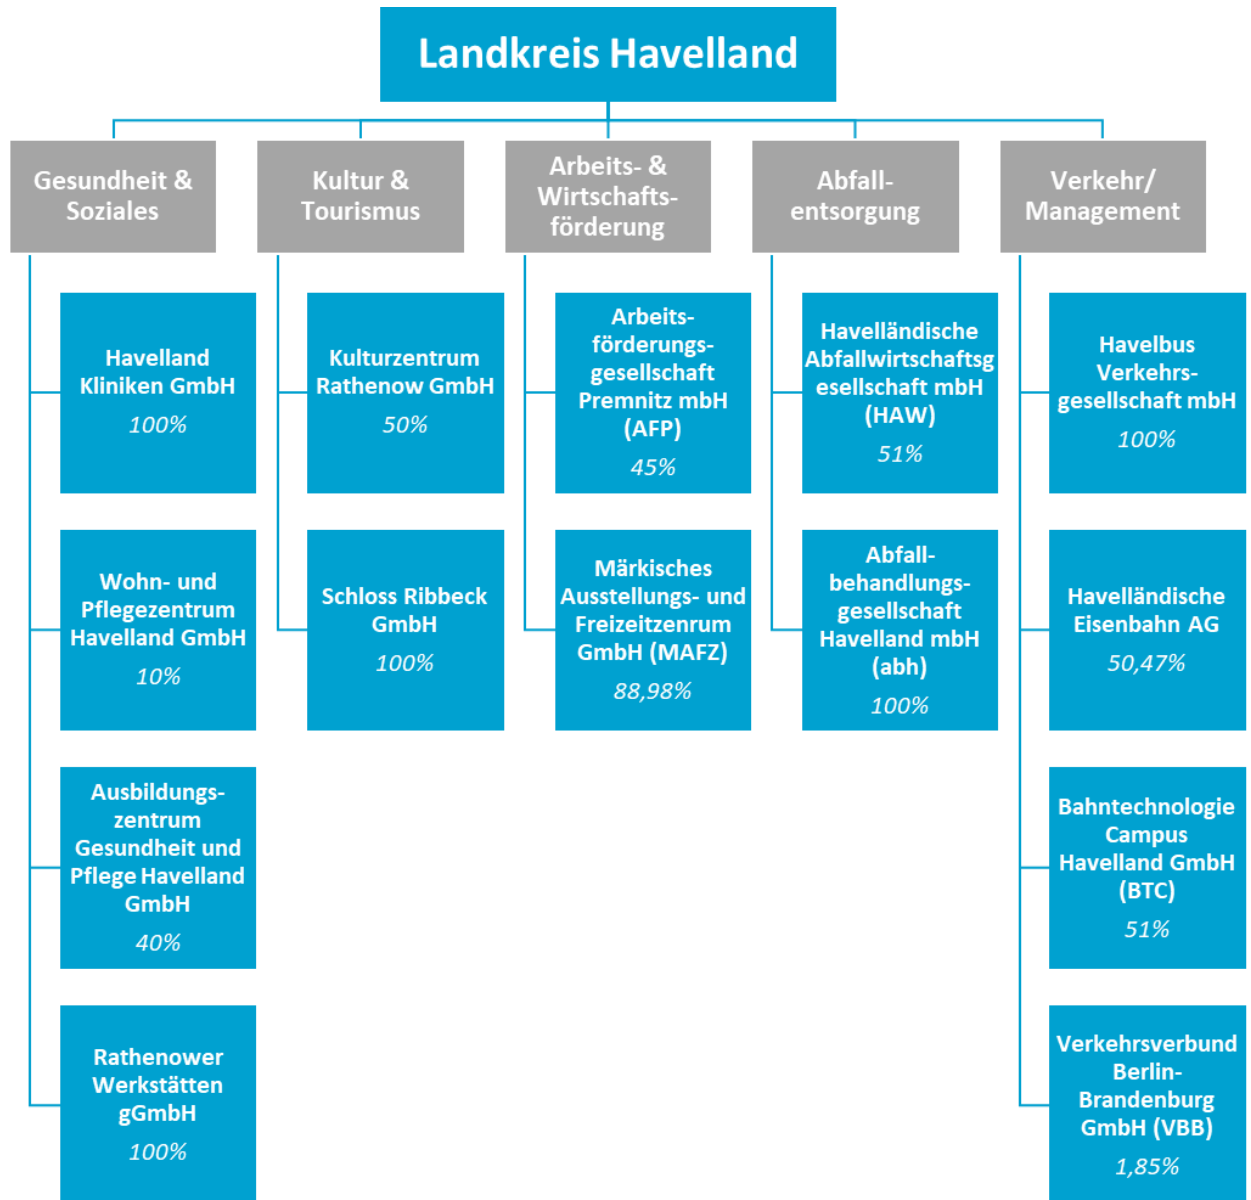 Landkreis Havelland
Gesundheit &
Soziales
Kultur &
Tourismus
Arbeits- &
Wirtschafts-
förderung
Abfall-
entsorgung
Verkehr/
Management
Havelland
Kliniken GmbH
100%
Kulturzentrum
Rathenow GmbH
50%
Arbeits-
förderungs-
gesellschaft
Premnitz mbH
(AFP)
45%
Havelländische
Abfallwirtschaftsg
esellschaft mbH
(HAW)
51%
Havelbus
Verkehrs-
gesellschaft mbH
100%
Wohn- und
Pflegezentrum
Havelland GmbH
10%
Schloss Ribbeck
GmbH
100%
Märkisches
Ausstellungs- und
Freizeitzenrum
GmbH (MAFZ)
88,98%
Abfall-
behandlungs-
gesellschaft
Havelland mbH
(abh)
100%
Havelländische
Eisenbahn AG
50,47%
Ausbildungs-
zentrum
Gesundheit und
Pflege Havelland
GmbH
40%
Bahntechnologie
Campus
Havelland GmbH
(BTC)
51%
Rathenower
Werkstätten
gGmbH
100%
Verkehrsverbund
Berlin-
Brandenburg
GmbH (VBB)
1,85%